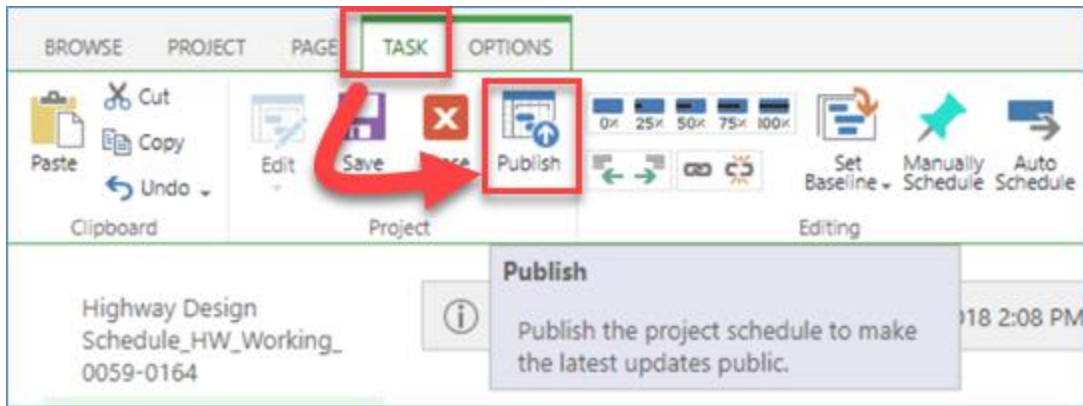 BROWSE PROJECT PAGE TASK OPTIONS
Cut
Copy
Paste
Undo
Edit
Save
Publish
0% 25% 50% 75% 100%
Set
Baseline
Manually
Schedule
Auto
Schedule
Clipboard Project Editing
Highway Design
Schedule_HW_Working_
0059-0164
Publish
Publish the project schedule to make
the latest updates public.
2:08 PM